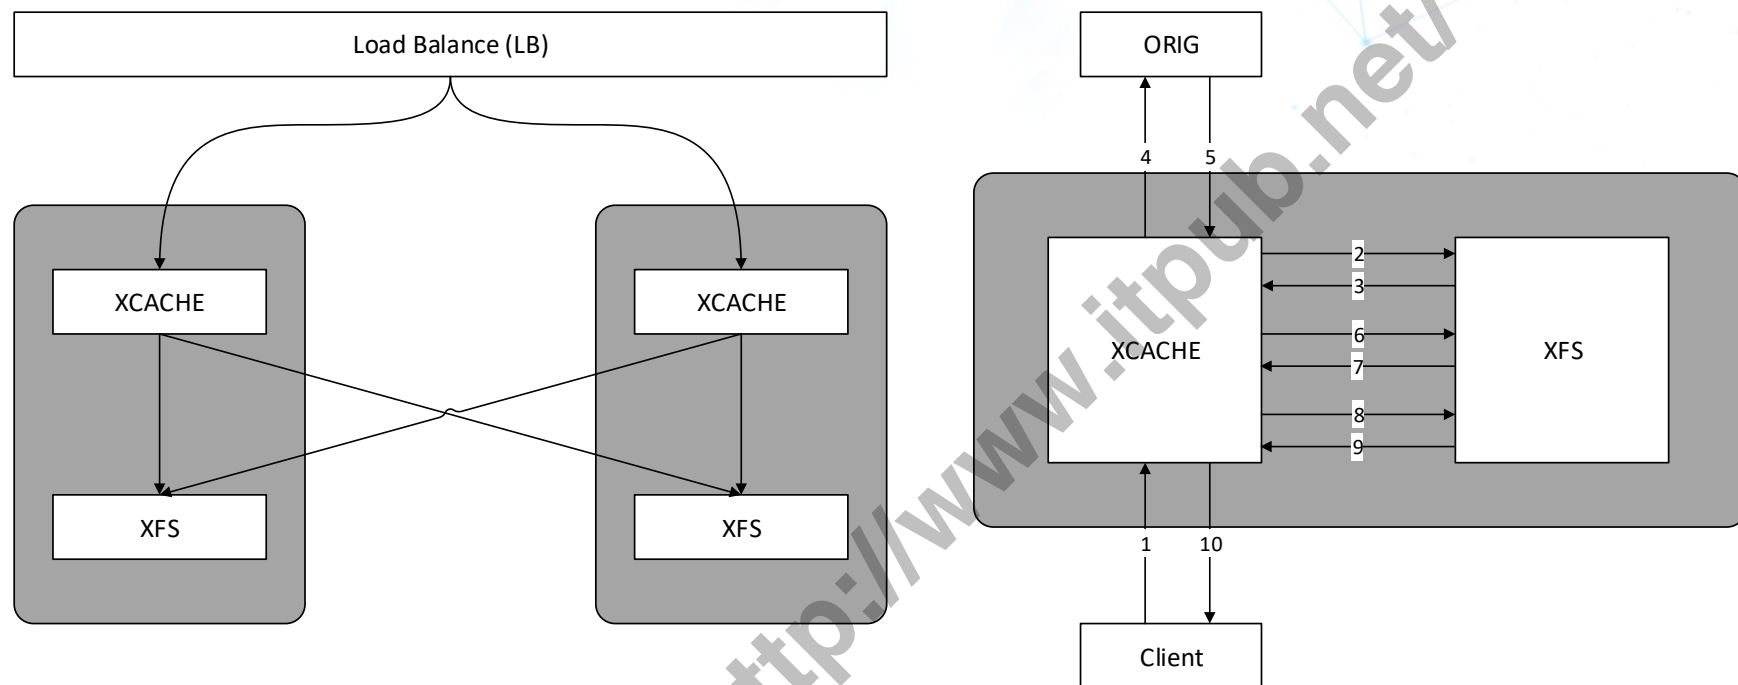 Load Balance (LB)
XCACHE
XCACHE
XFS
XFS
ORIG
4
5
XCACHE
2
3
6
7
8
9
XFS
1
10
Client
ttp://www.itpub.net/